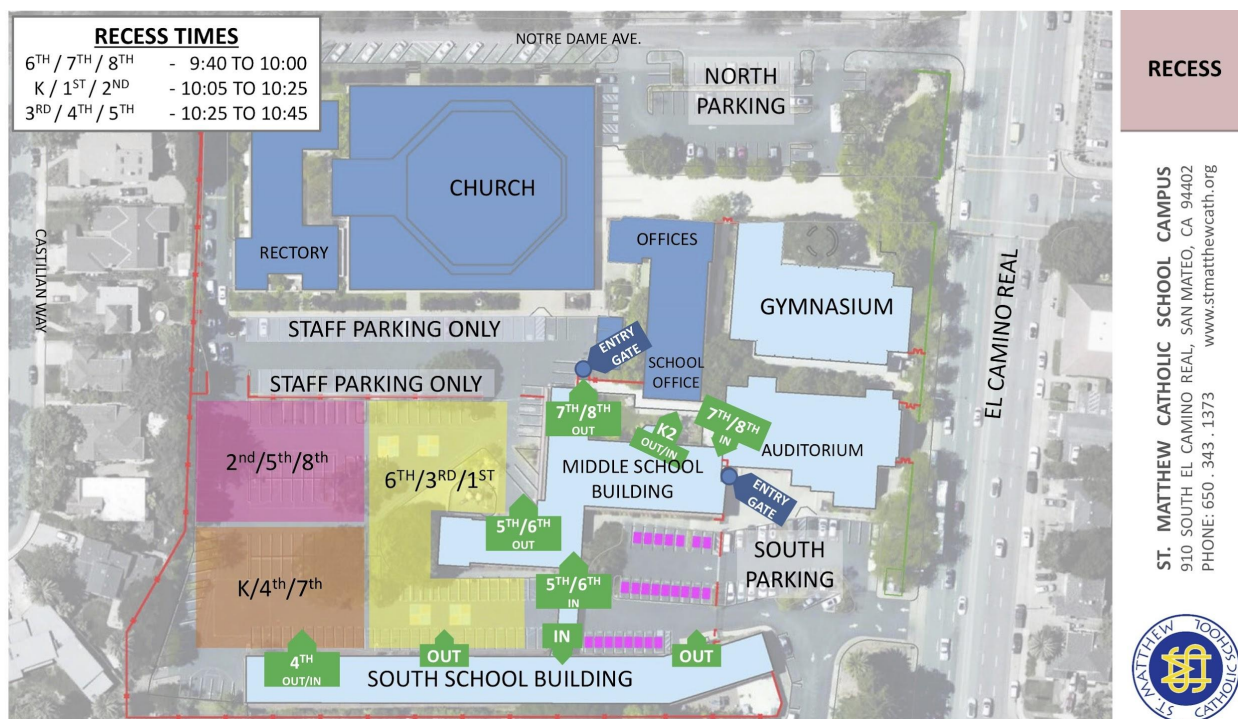 RECESS TIMES
6TH / 7TH / 8TH - 9:40 TO 10:00
K / 1ST / 2ND - 10:05 TO 10:25
3RD / 4TH / 5TH - 10:25 TO 10:45
NOTRE DAME AVE.
NORTH
PARKING
RECESS
CHURCH
RECTORY
OFFICES
GYMNASIUM
CASTILIAN WAY
EL CAMINO REAL
STAFF PARKING ONLY
ENTRY
GATE
SCHOOL
OFFICE
STAFF PARKING ONLY
7TH/8TH
OUT
K2
OUT/IN
7TH/8TH
IN
AUDITORIUM
2nd/5th/8th
6TH/3RD/1ST
MIDDLE SCHOOL
BUILDING
ENTRY
GATE
5TH/6TH
OUT
SOUTH
PARKING
K/4th/7th
5TH/6TH
IN
IN
4TH
OUT/IN
OUT
OUT
SOUTH SCHOOL BUILDING
ST. MATTHEW CATHOLIC SCHOOL CAMPUS
910 SOUTH EL CAMINO REAL, SAN MATEO, CA 94402
PHONE: 650 . 343 . 1373 www.stmatthewcath.org
ST. MATTHEW
CATHOLIC SCHOOL